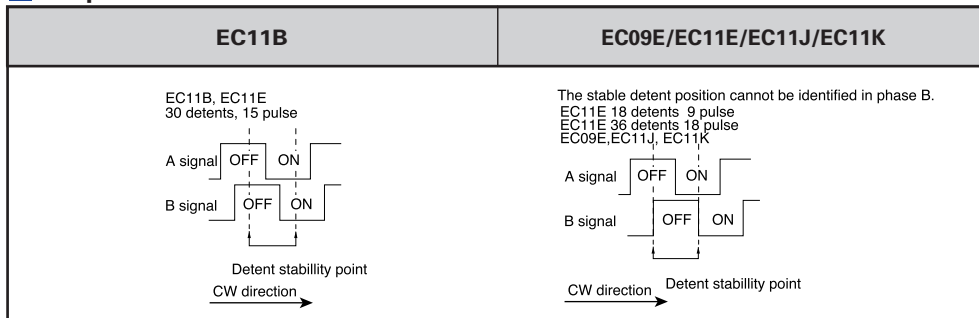 EC11B
EC09E/EC11E/EC11J/EC11K
EC11B, EC11E
30 detents, 15 pulse
A signal OFF ON
B signal OFF ON
Detent stabillity point
CW direction
The stable detent position cannot be identified in phase B.
EC11E 18 detents 9 pulse
EC11E 36 detents 18 pulse
EC09E,EC11J, EC11K
A signal OFF ON
B signal OFF ON
Detent stabillity point
CW direction